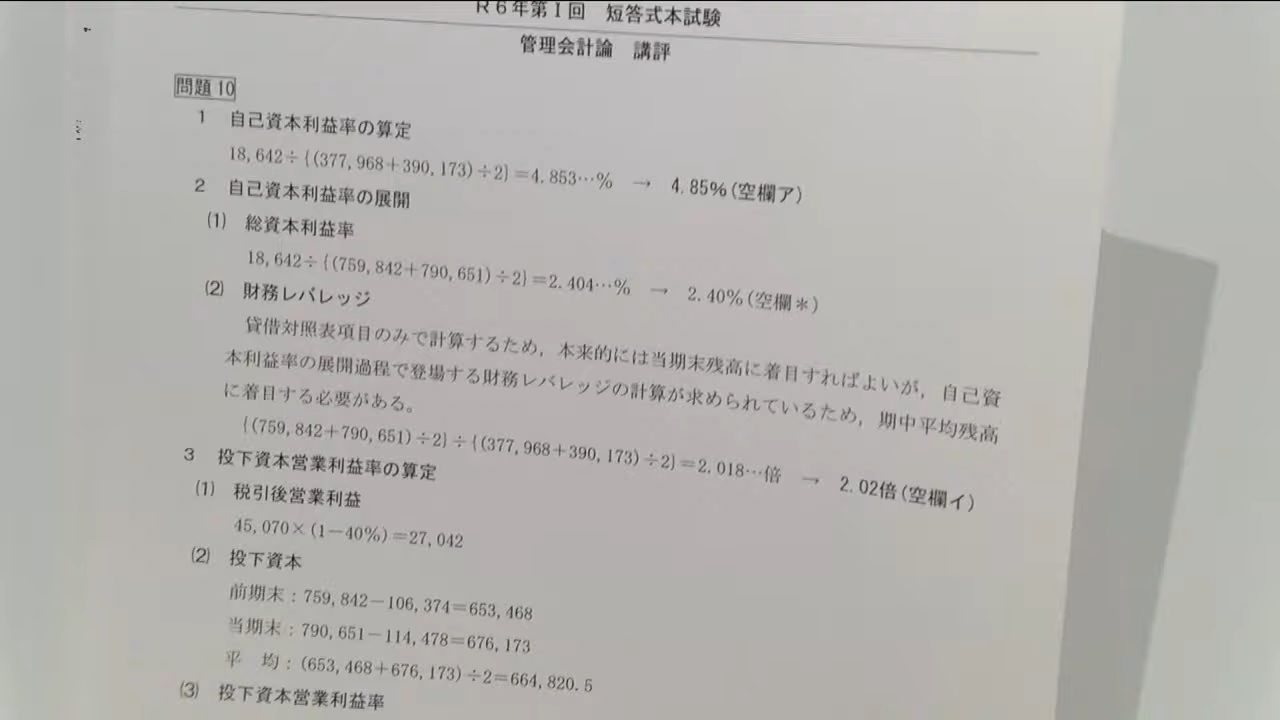 R6年第Ⅰ回 短答式本試験
管理会計論 講評
問題10
1 自己資本利益率の算定
18,642÷{(377,968+390,173)÷2}=4.853…% → 4.85%(空欄ア)
2 自己資本利益率の展開
(1) 総資本利益率
18,642÷{(759,842+790,651)÷2}=2.404…% → 2.40%(空欄*)
(2) 財務レバレッジ
貸借対照表項目のみで計算するため,本来的には当期末残高に着目すればよいが,自己資
本利益率の展開過程で登場する財務レバレッジの計算が求められているため,期中平均残高
に着目する必要がある。
{(759,842+790,651)÷2}÷{(377,968+390,173)÷2}=2.018…倍 → 2.02倍(空欄イ)
3 投下資本営業利益率の算定
(1) 税引後営業利益
45,070×(1-40%)=27,042
(2) 投下資本
前期末:759,842-106,374=653,468
当期末:790,651-114,478=676,173
平 均:(653,468+676,173)÷2=664,820.5
(3) 投下資本営業利益率